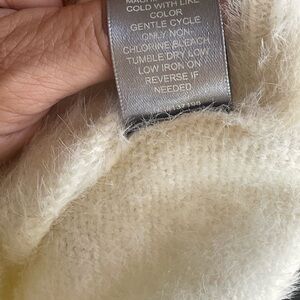 COLD WITH LIKE
COLOR
GENTLE CYCLE
ONLY NON-
CHLORINE BLEACH
TUMBLE DRY LOW
LOW IRON ON
REVERSE IF
NEEDED